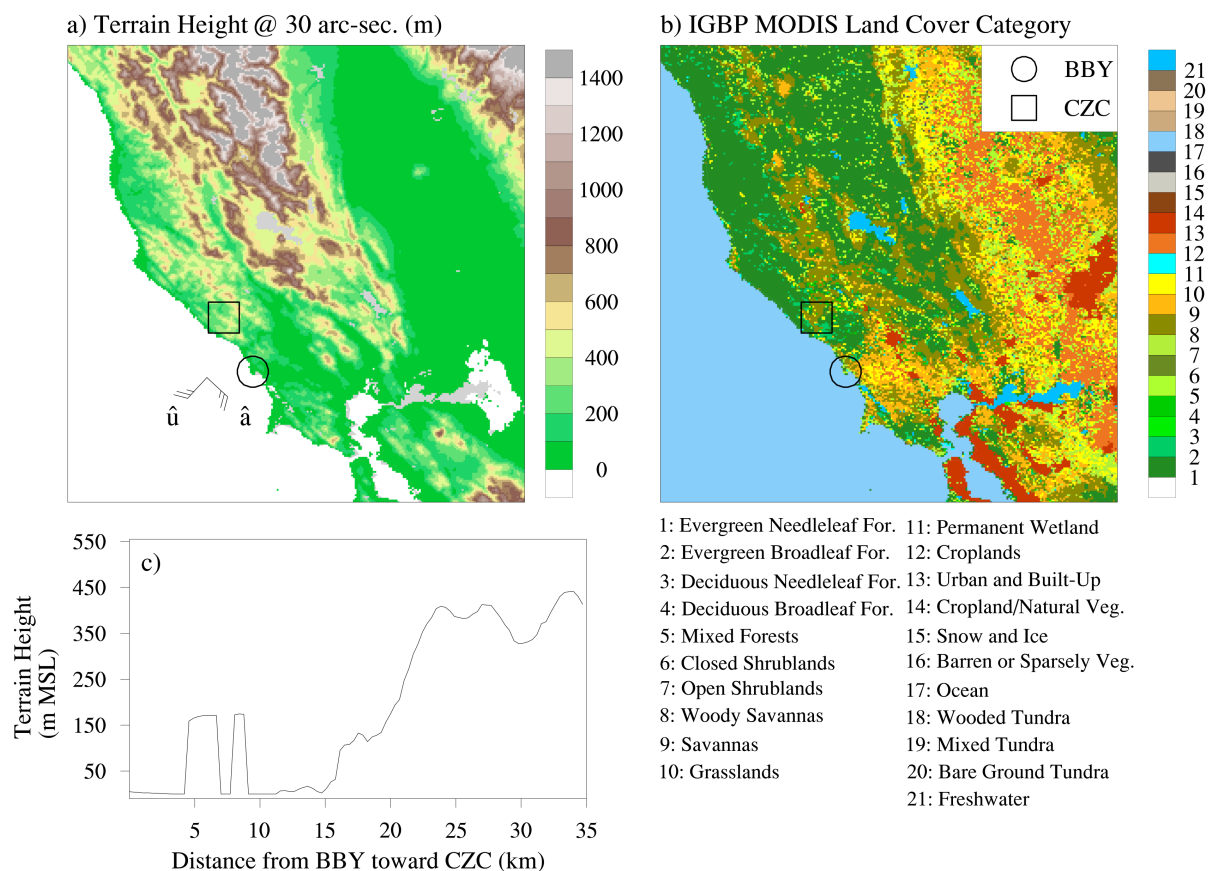 a) Terrain Height @ 30 arc-sec. (m)
1400
1200
1000
800
600
400
200
0
û
â
b) IGBP MODIS Land Cover Category
BBY
CZC
21
20
19
18
17
16
15
14
13
12
11
10
9
8
7
6
5
4
3
2
1
1: Evergreen Needleleaf For.
2: Evergreen Broadleaf For.
3: Deciduous Needleleaf For.
4: Deciduous Broadleaf For.
5: Mixed Forests
6: Closed Shrublands
7: Open Shrublands
8: Woody Savannas
9: Savannas
10: Grasslands
11: Permanent Wetland
12: Croplands
13: Urban and Built-Up
14: Cropland/Natural Veg.
15: Snow and Ice
16: Barren or Sparsely Veg.
17: Ocean
18: Wooded Tundra
19: Mixed Tundra
20: Bare Ground Tundra
21: Freshwater
c)
Terrain Height
(m MSL)
550
450
350
250
150
50
5 10 15 20 25 30 35
Distance from BBY toward CZC (km)